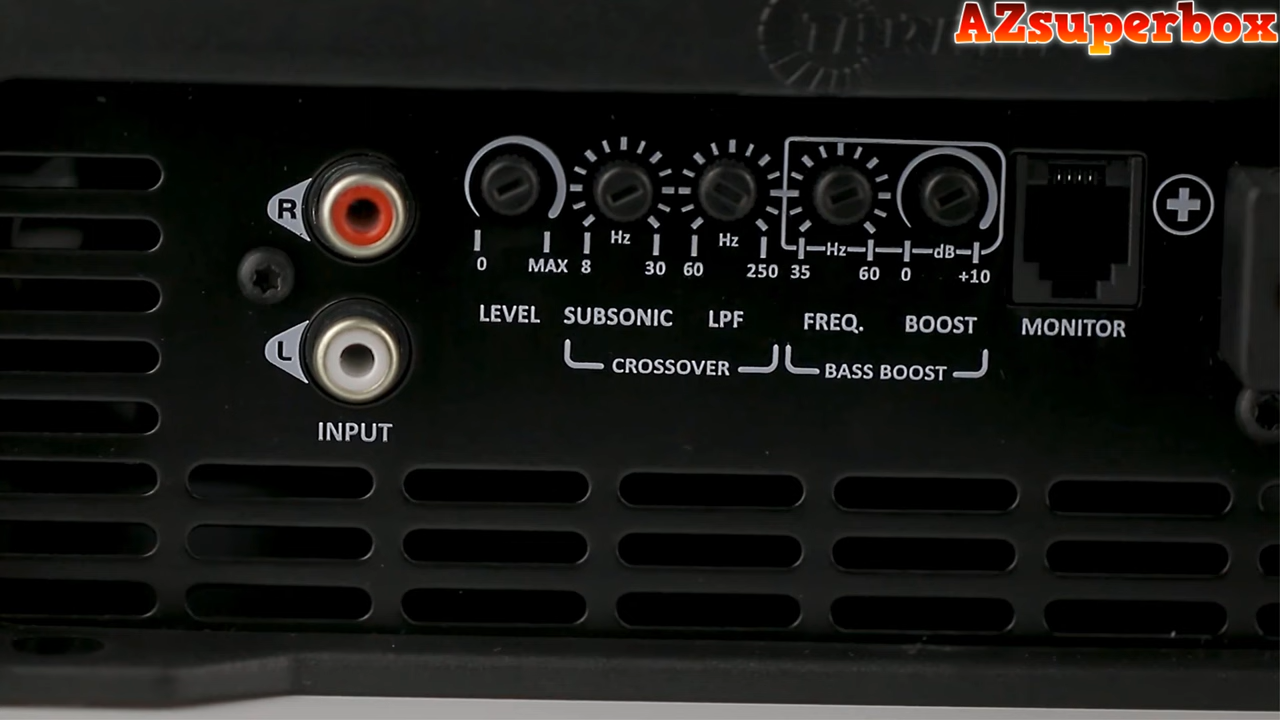 AZsuperbox
R
Hz Hz Hz dB
0 MAX 8 30 60 250 35 60 0 +10
LEVEL SUBSONIC LPF FREQ. BOOST MONITOR
L
CROSSOVER BASS BOOST
INPUT